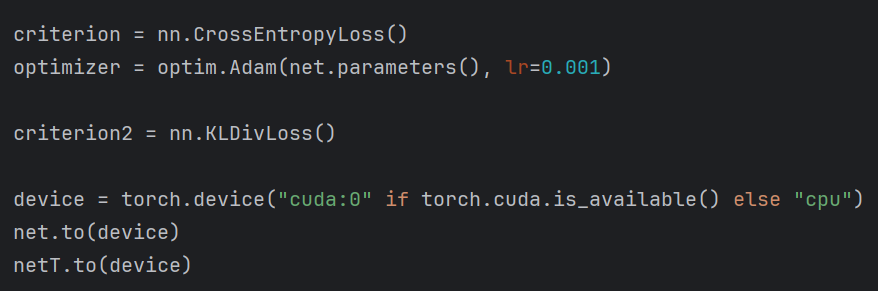 criterion = nn.CrossEntropyLoss()
optimizer = optim.Adam(net.parameters(), lr=0.001)
criterion2 = nn.KLDivLoss()
device = torch.device("cuda:0" if torch.cuda.is_available() else "cpu")
net.to(device)
netT.to(device)